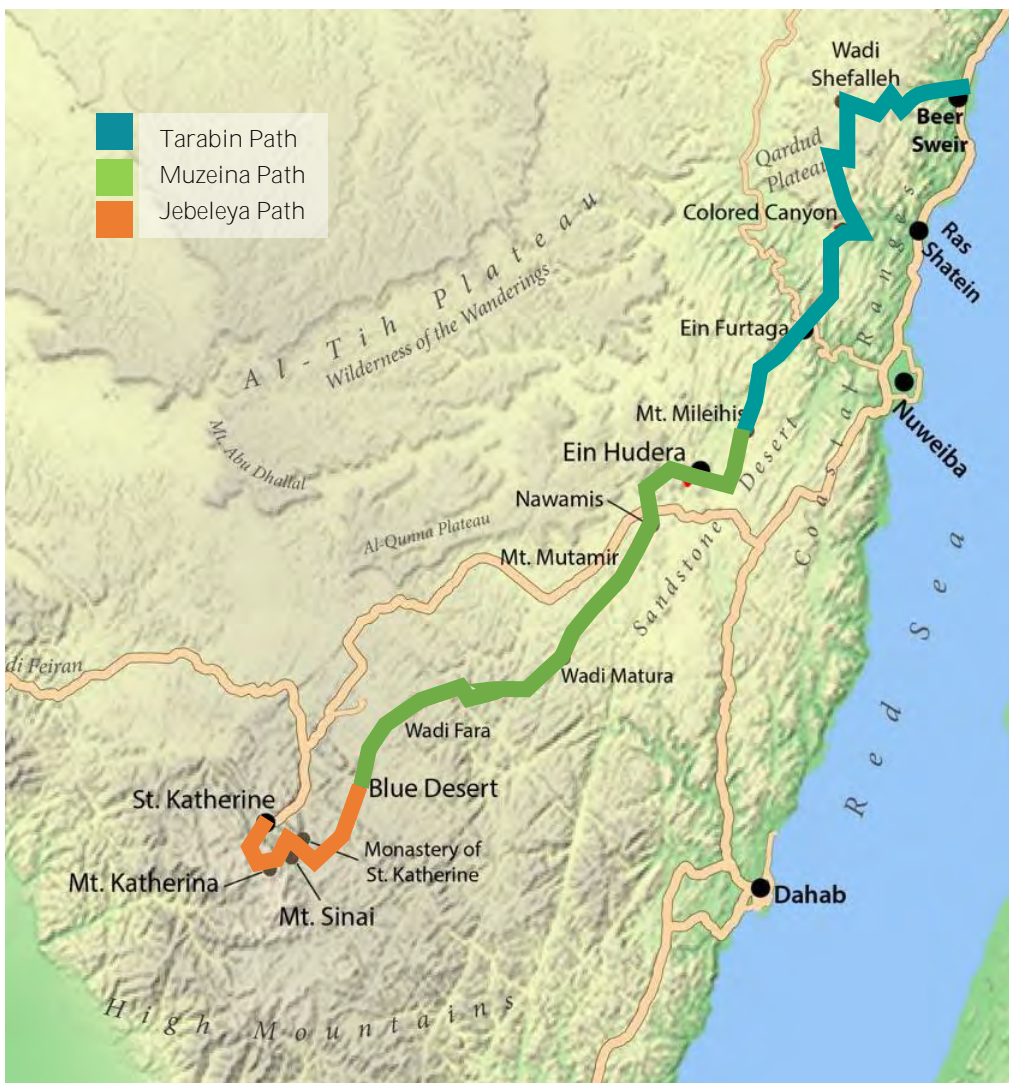 Wadi
Shefalleh
Beer
Sweir
Tarabin Path
Muzeina Path
Jebeleya Path
Qardud
Plateau
Colored Canyon
Ras
Shatein
Al-Tih Plateau
Wilderness of the Wanderings
Ein Furtaga
Coastal Ranges
Nuweiba
Mt. Mileihis
Mt. Abu Dhallal
Ein Hudera
Sandstone Desert
Nawamis
Al-Qunna Plateau
Mt. Mutamir
Red Sea
di Feiran
Wadi Matura
Wadi Fara
Blue Desert
St. Katherine
Monastery of
St. Katherine
Mt. Katherina
Mt. Sinai
Dahab
High Mountains